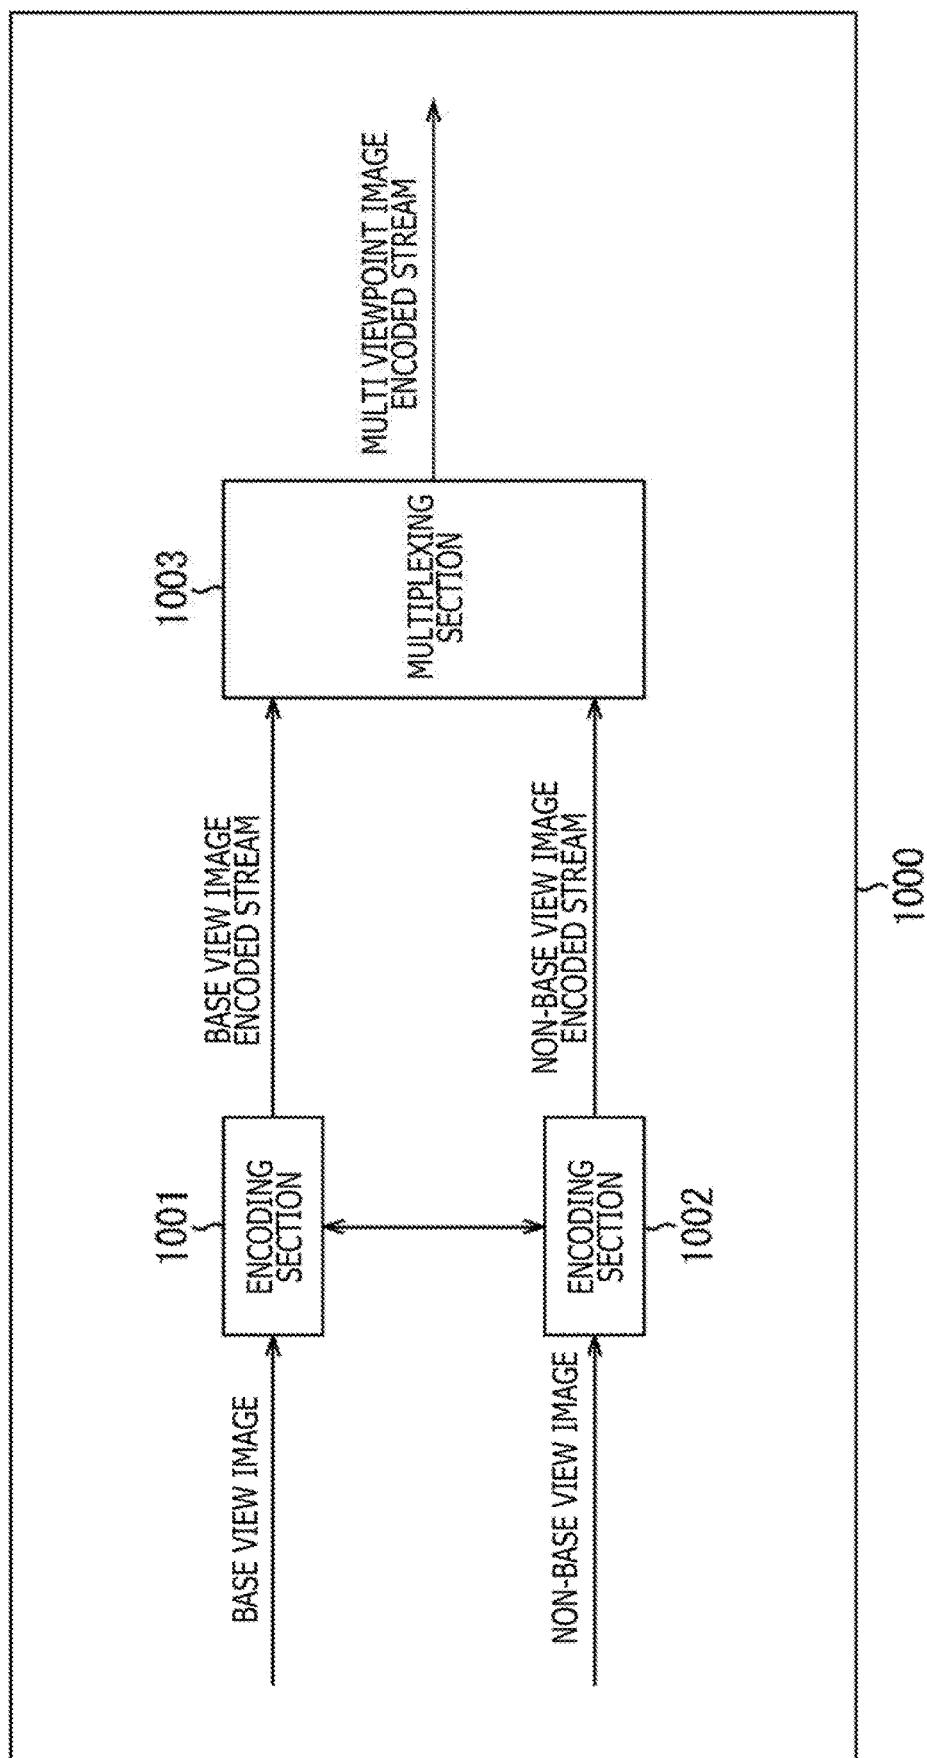 1001
1003
BASE VIEW IMAGE
ENCODING
SECTION
BASE VIEW IMAGE
ENCODED STREAM
MULTIPLEXING
SECTION
MULTI VIEWPOINT IMAGE
ENCODED STREAM
NON-BASE VIEW IMAGE
ENCODING
SECTION
NON-BASE VIEW IMAGE
ENCODED STREAM
1002
1000